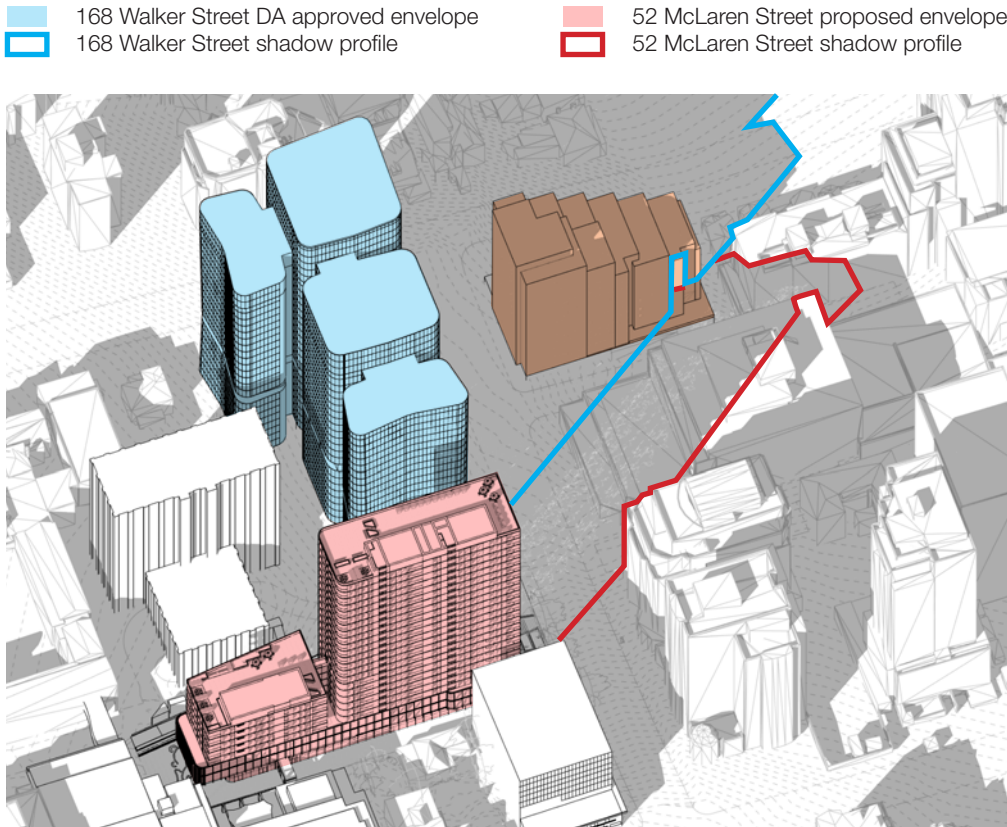 168 Walker Street DA approved envelope
168 Walker Street shadow profile
52 McLaren Street proposed envelope
52 McLaren Street shadow profile